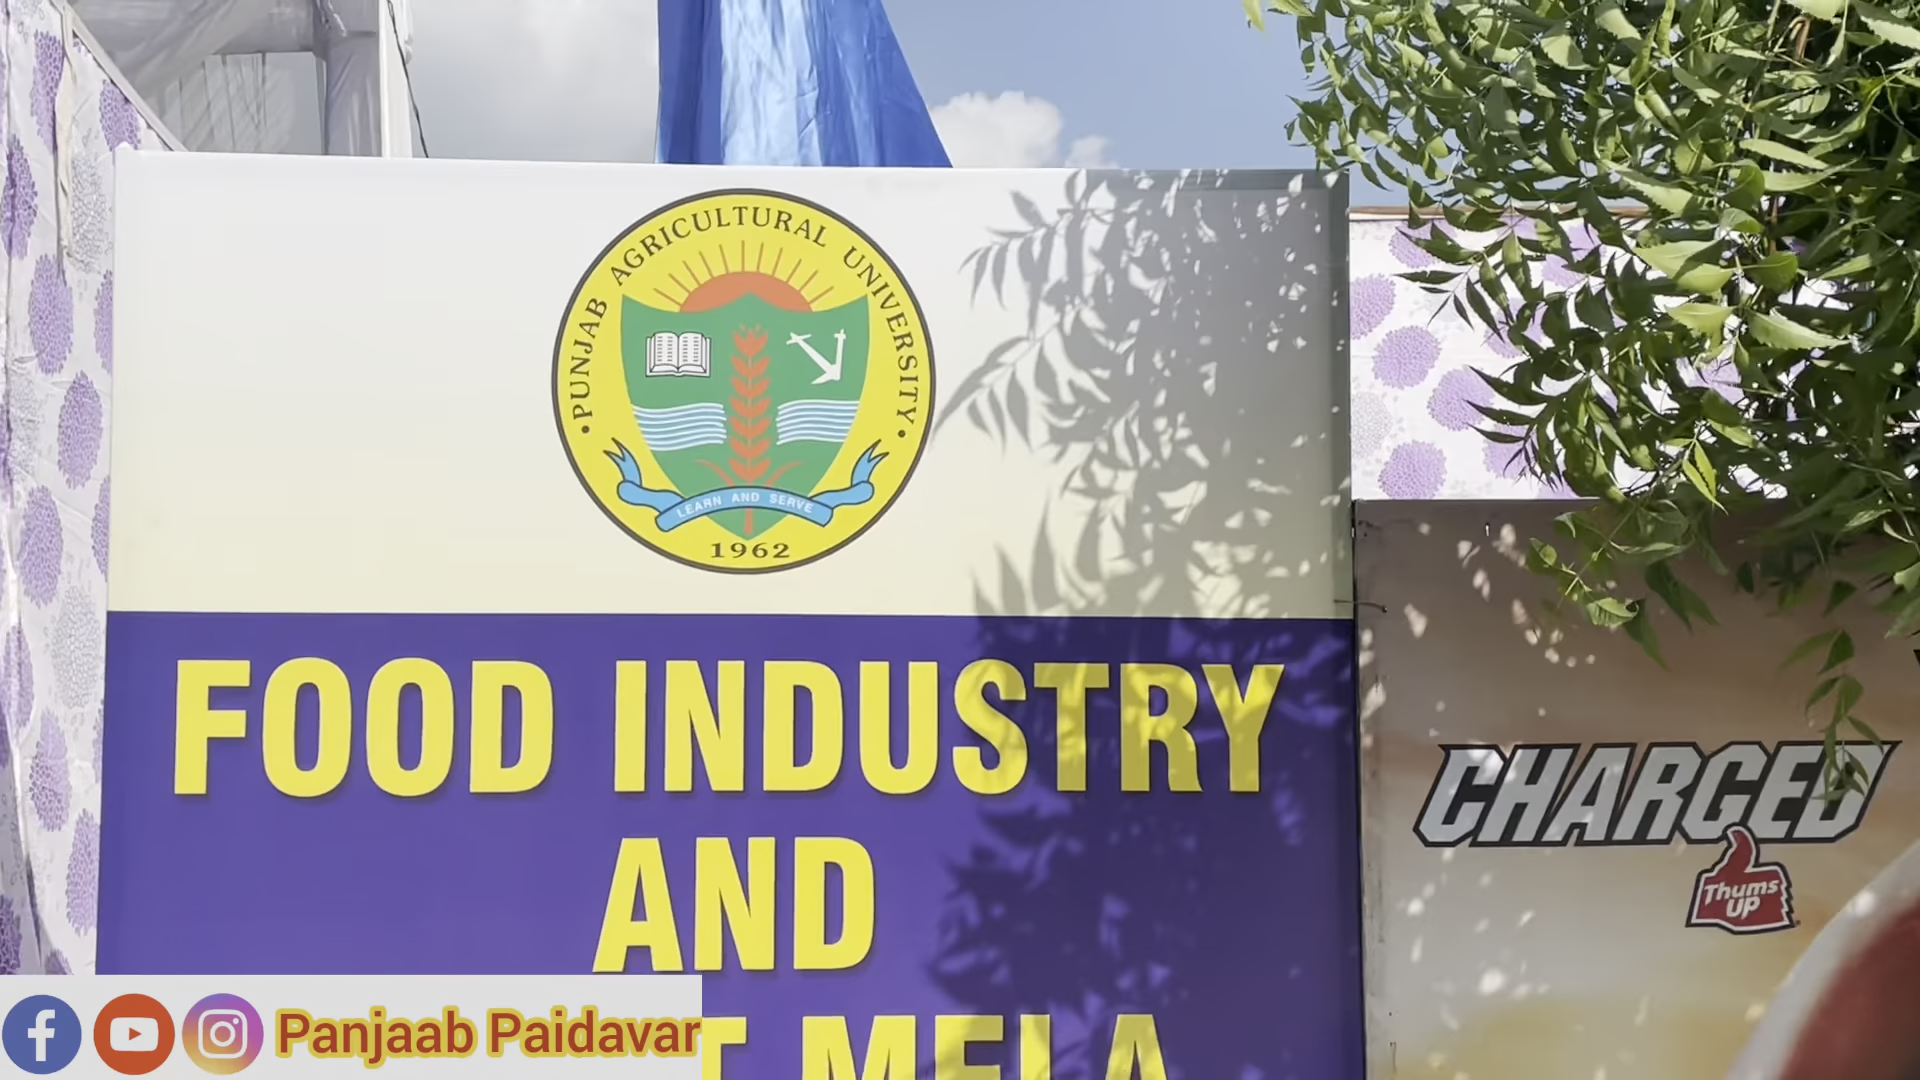 PUNJAB AGRICULTURAL UNIVERSITY
LEARN AND SERVE
1962
FOOD INDUSTRY
AND
MELA
CHARGED
Thums
UP
Panjaab Paidavar